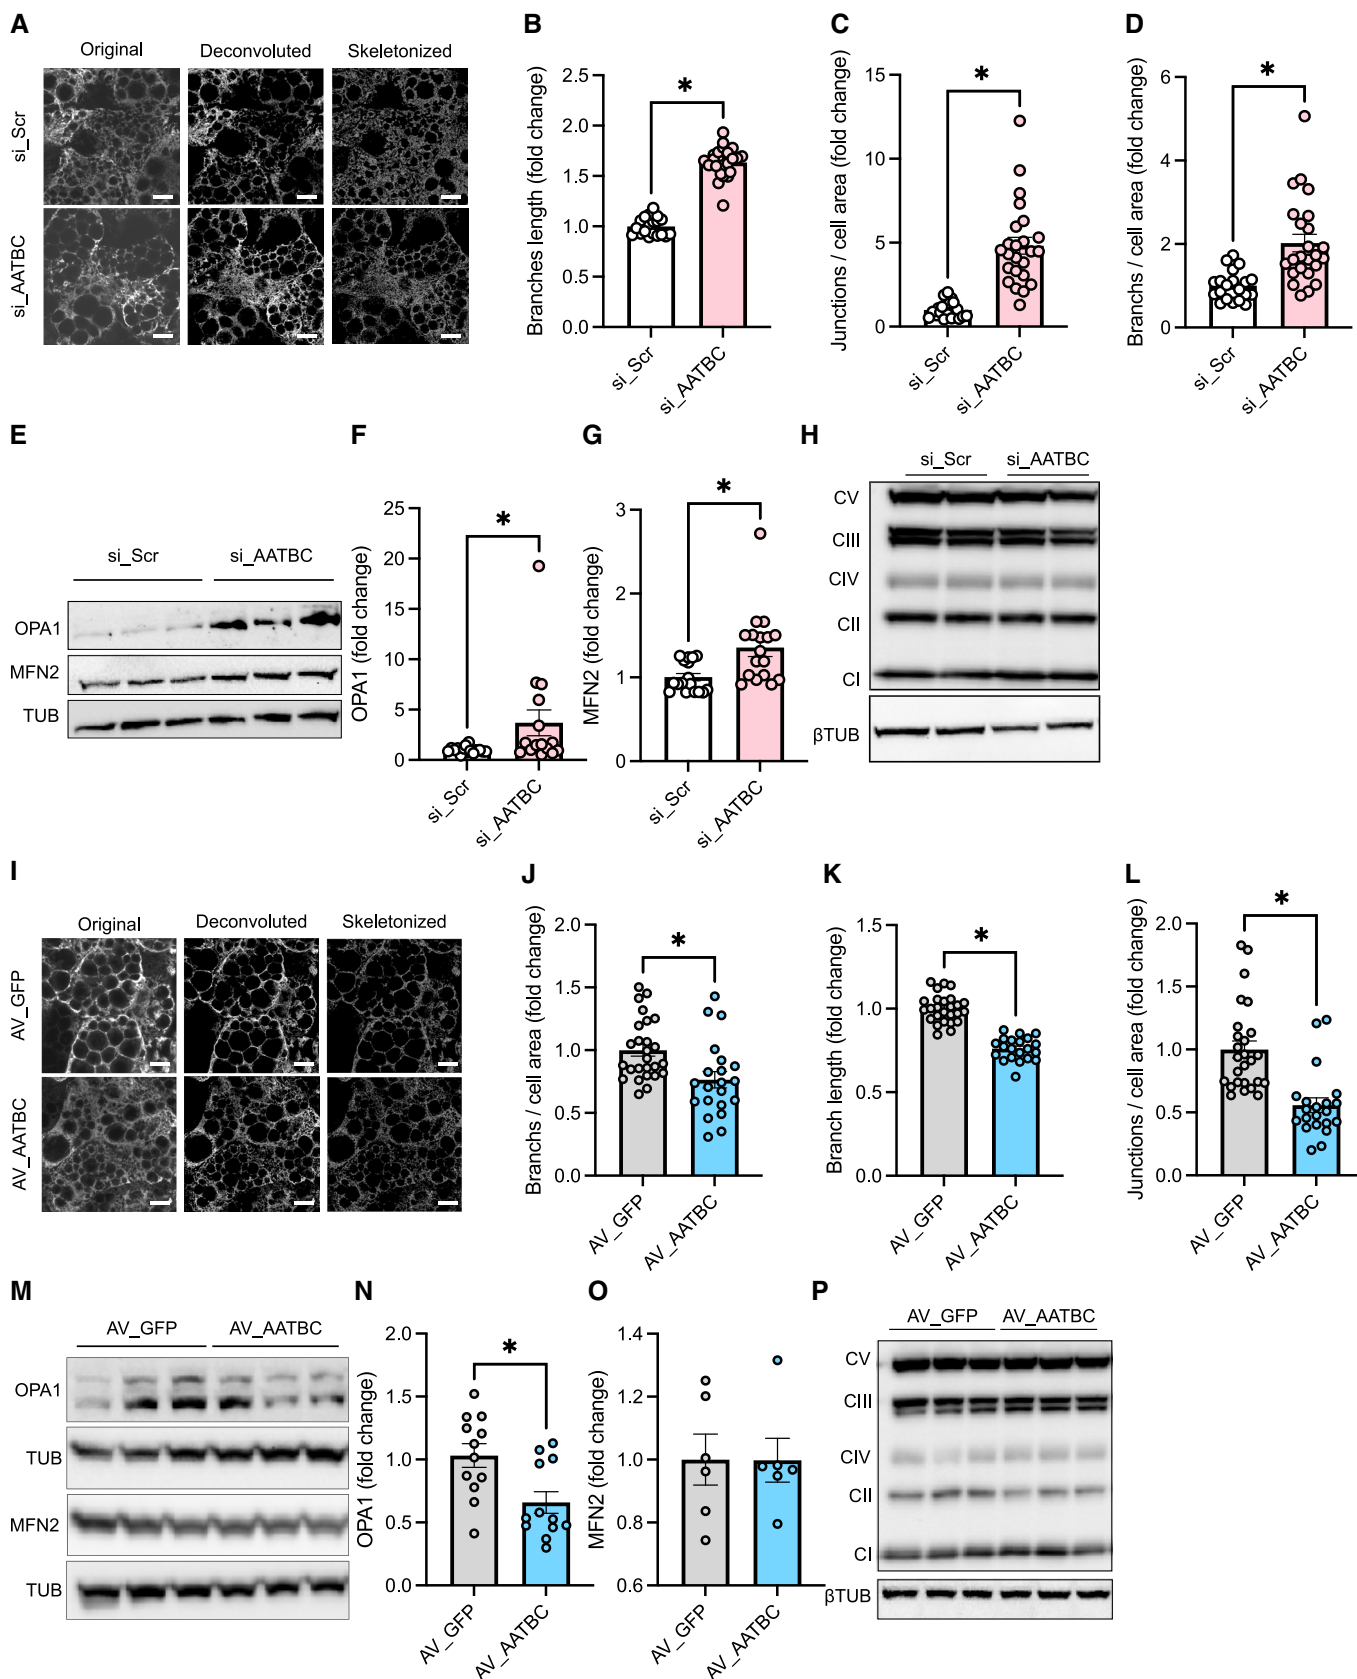 A
Original Deconvoluted Skeletonized
si_Scr
si_AATBC
B
Branches length (fold change)
2.5
2.0
1.5
1.0
0.5
0.0
*
si_Scr
si_AATBC
C
Junctions / cell area (fold change)
15
10
5
0
*
si_Scr
si_AATBC
D
Branchs / cell area (fold change)
6
4
2
0
*
si_Scr
si_AATBC
E
si_Scr si_AATBC
OPA1
MFN2
TUB
F
OPA1 (fold change)
25
20
15
10
5
0
*
si_Scr
si_AATBC
G
MFN2 (fold change)
3
2
1
0
*
si_Scr
si_AATBC
H
si_Scr si_AATBC
CV
CIII
CIV
CII
CI
βTUB
I
Original Deconvoluted Skeletonized
AV_GFP
AV_AATBC
J
Branchs / cell area (fold change)
2.0
1.5
1.0
0.5
0.0
*
AV_GFP
AV_AATBC
K
Branch length (fold change)
1.5
1.0
0.5
0.0
*
AV_GFP
AV_AATBC
L
Junctions / cell area (fold change)
2.0
1.5
1.0
0.5
0.0
*
AV_GFP
AV_AATBC
M
AV_GFP AV_AATBC
OPA1
TUB
MFN2
TUB
N
OPA1 (fold change)
2.0
1.5
1.0
0.5
0.0
*
AV_GFP
AV_AATBC
O
MFN2 (fold change)
1.4
1.2
1.0
0.8
0.6
AV_GFP
AV_AATBC
P
AV_GFP AV_AATBC
CV
CIII
CIV
CII
CI
βTUB